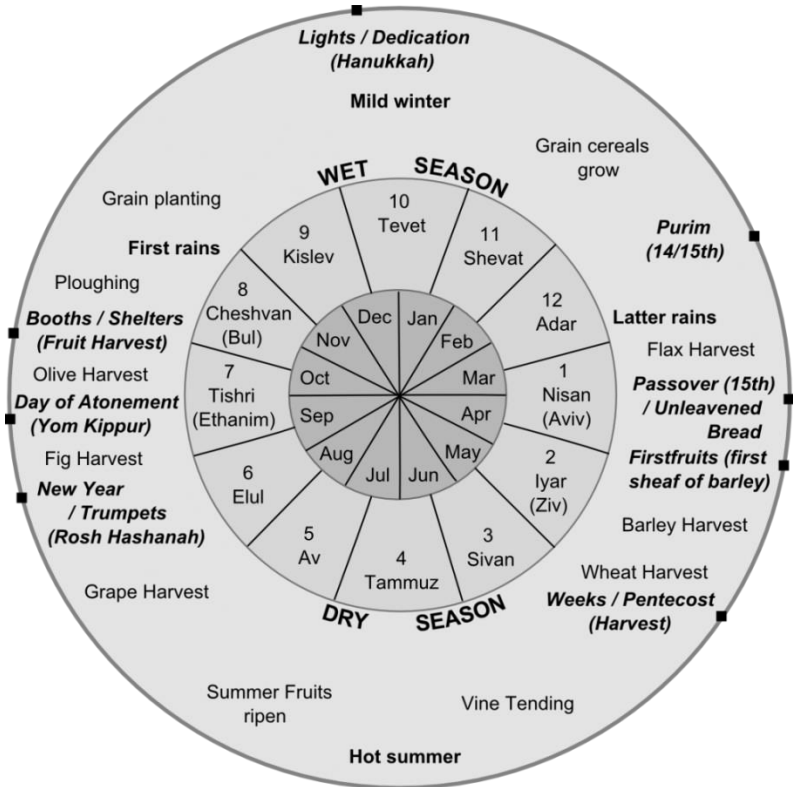 Lights / Dedication
(Hanukkah)
Mild winter
Grain cereals
grow
WET SEASON
Grain planting
Purim
(14/15th)
First rains
Ploughing
Booths / Shelters
(Fruit Harvest)
Olive Harvest
Day of Atonement
(Yom Kippur)
Fig Harvest
New Year
/ Trumpets
(Rosh Hashanah)
Grape Harvest
Latter rains
Flax Harvest
Passover (15th)
/ Unleavened
Bread
Firstfruits (first
sheaf of barley)
Barley Harvest
Wheat Harvest
Weeks / Pentecost
(Harvest)
10
Tevet
11
Shevat
12
Adar
1
Nisan
(Aviv)
2
Iyar
(Ziv)
3
Sivan
4
Tammuz
5
Av
6
Elul
7
Tishri
(Ethanim)
8
Cheshvan
(Bul)
9
Kislev
Jan
Feb
Mar
Apr
May
Jun
Jul
Aug
Sep
Oct
Nov
Dec
DRY SEASON
Summer Fruits
ripen
Vine Tending
Hot summer